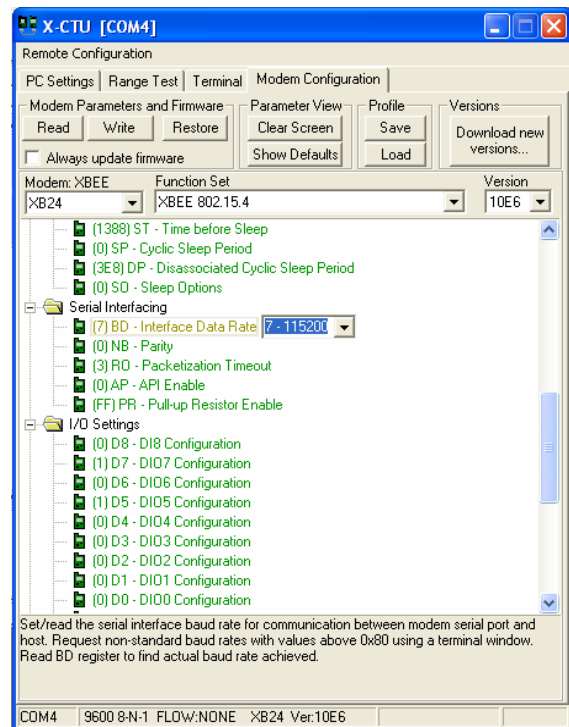 X-CTU [COM4]
Remote Configuration
PC Settings Range Test Terminal Modem Configuration
Modem Parameters and Firmware Parameter View Profile Versions
Read Write Restore Clear Screen Save Download new versions...
Always update firmware Show Defaults Load
Modem: XBEE Function Set Version
XB24 XBEE 802.15.4 10E6
(1388) ST - Time before Sleep
(0) SP - Cyclic Sleep Period
(3E8) DP - Disassociated Cyclic Sleep Period
(0) SO - Sleep Options
Serial Interfacing
(7) BD - Interface Data Rate 7 - 115200
(0) NB - Parity
(3) RO - Packetization Timeout
(0) AP - API Enable
(FF) PR - Pull-up Resistor Enable
I/O Settings
(0) D8 - DI8 Configuration
(1) D7 - DIO7 Configuration
(0) D6 - DIO6 Configuration
(1) D5 - DIO5 Configuration
(0) D4 - DIO4 Configuration
(0) D3 - DIO3 Configuration
(0) D2 - DIO2 Configuration
(0) D1 - DIO1 Configuration
(0) D0 - DIO0 Configuration
Set/read the serial interface baud rate for communication between modem serial port and
host. Request non-standard baud rates with values above 0x80 using a terminal window.
Read BD register to find actual baud rate achieved.
COM4 9600 8-N-1 FLOW:NONE XB24 Ver:10E6